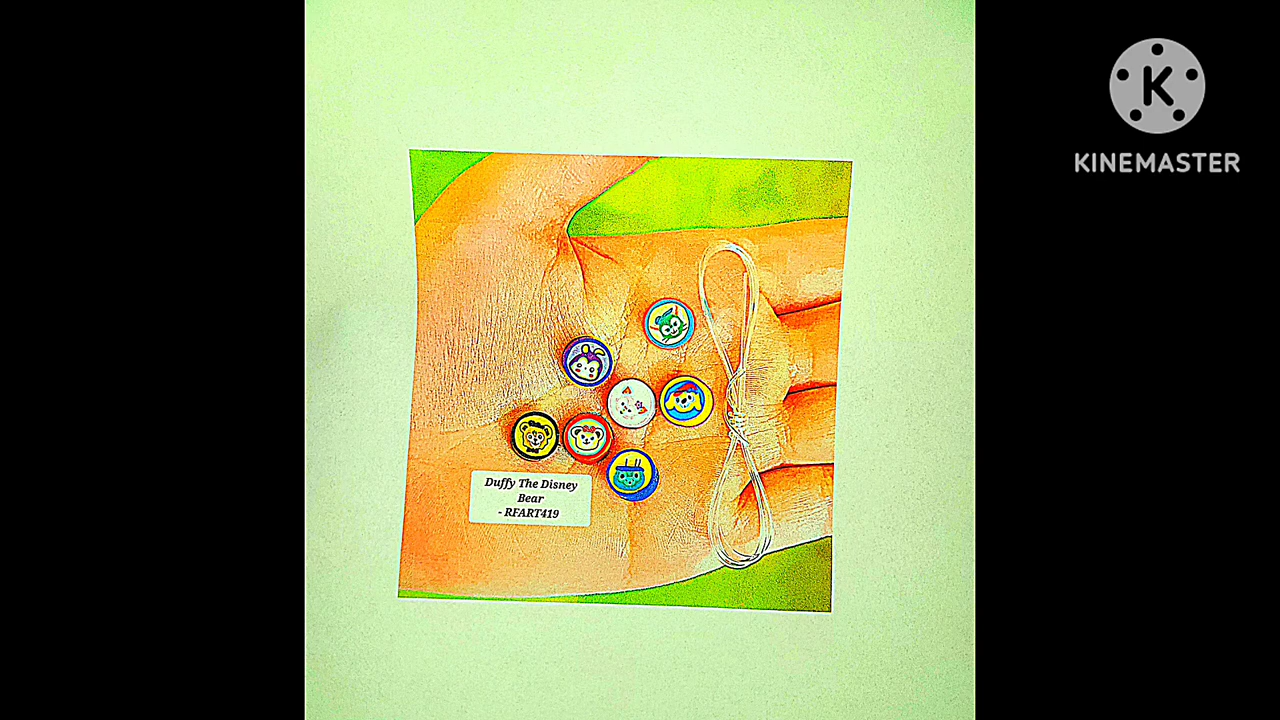 K
KINEMASTER
Duffy The Disney
Bear
- RFART419